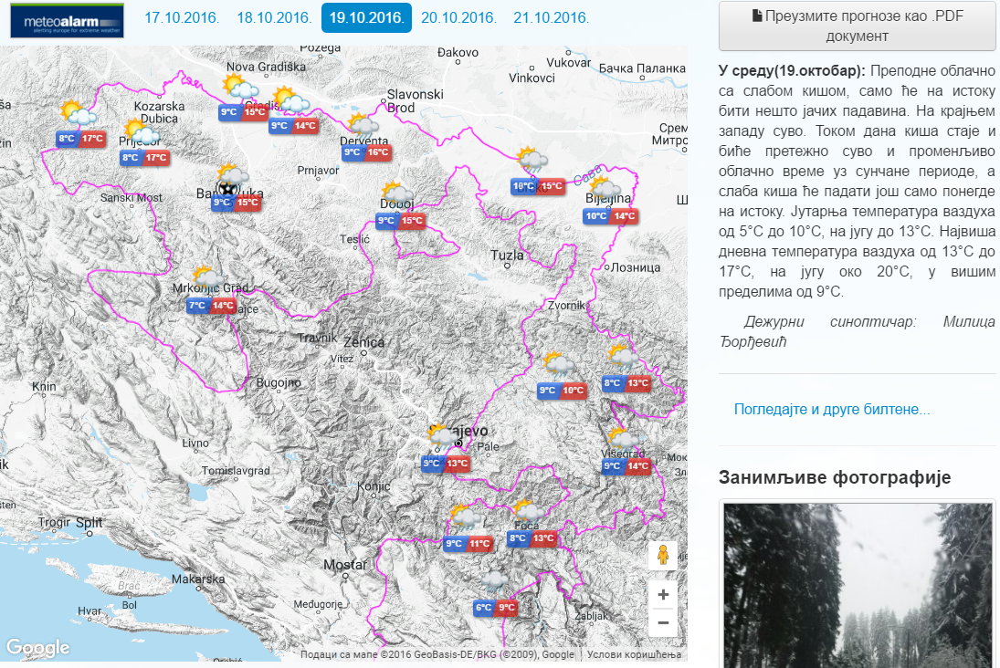 meteoalarm
alerting europe for extreme weather
17.10.2016. 18.10.2016. 19.10.2016. 20.10.2016. 21.10.2016.
Požega
Đakovo
Nova Gradiška
Vukovar
Vinkovci
Бачка Паланка
Slavonski
Brod
Kozarska
Dubica
9°C 15°C
9°C 14°C
8°C 17°C
Prijedor
8°C 17°C
Derventa
9°C 16°C
Срем
Митро
Prnjavor
Сава
10°C 15°C
Sanski Most
9°C 15°C
Bijeljina
10°C 14°C
Doboj
9°C 15°C
Teslić
Tuzla
Лозница
Mrkonjić Grad
7°C 14°C
Zvornik
Travnik
Zenica
Vitez
9°C 10°C
8°C 13°C
Bugojno
Knin
Sarajevo
Pale
9°C 13°C
Višegrad
9°C 14°C
Livno
Tomislavgrad
Konjic
Trogir
Split
9°C 11°C
Foča
8°C 13°C
Mostar
Makarska
Brač
Bol
Hvar
Međugorje
6°C 9°C
Žabljak
Google
Подаци са мапе ©2016 GeoBasis-DE/BKG (©2009), Google
Услови коришћења
Преузмите прогнозе као .PDF
документ
У среду(19.октобар): Преподне облачно
са слабом кишом, само ће на истоку
бити нешто јачих падавина. На крајњем
западу суво. Током дана киша стаје и
биће претежно суво и променљиво
облачно време уз сунчане периоде, а
слаба киша ће падати још само понегде
на истоку. Јутарња температура ваздуха
од 5°C до 10°C, на југу до 13°C. Највиша
дневна температура ваздуха од 13°C до
17°C, на југу око 20°C, у вишим
пределима од 9°C.
Дежурни синоптичар: Милица
Ђорђевић
Погледајте и друге билтене...
Занимљиве фотографије